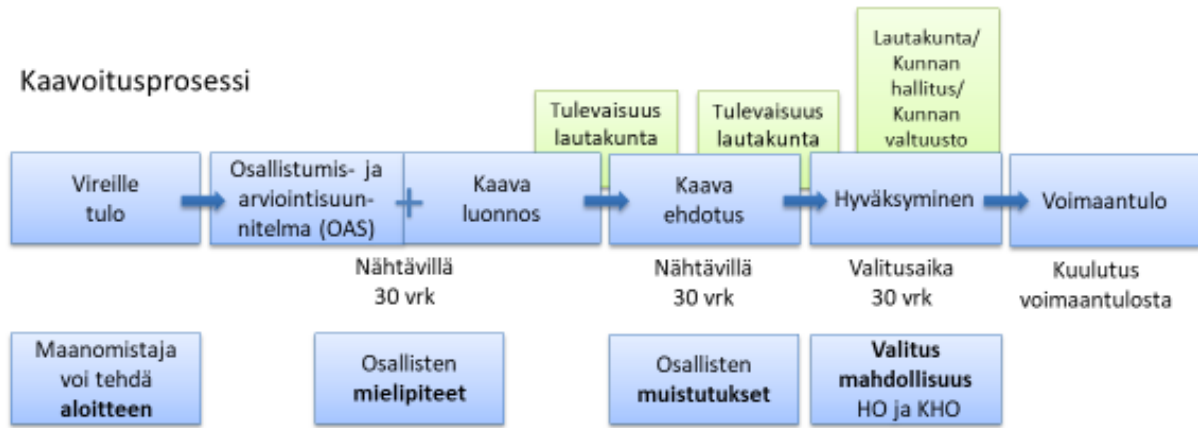 Kaavoitusprosessi
Tulevaisuus
lautakunta
Tulevaisuus
lautakunta
Lautakunta/
Kunnan
hallitus/
Kunnan
valtuusto
Vireille
tulo
Osallistumis- ja
arviointisuun-
nitelma (OAS)
+
Kaava
luonnos
Kaava
ehdotus
Hyväksyminen
Voimaantulo
Nähtävillä
30 vrk
Nähtävillä
30 vrk
Valitusaika
30 vrk
Kuulutus
voimaantulosta
Maanomistaja
voi tehdä
aloitteen
Osallisten
mielipiteet
Osallisten
muistutukset
Valitus
mahdollisuus
HO ja KHO